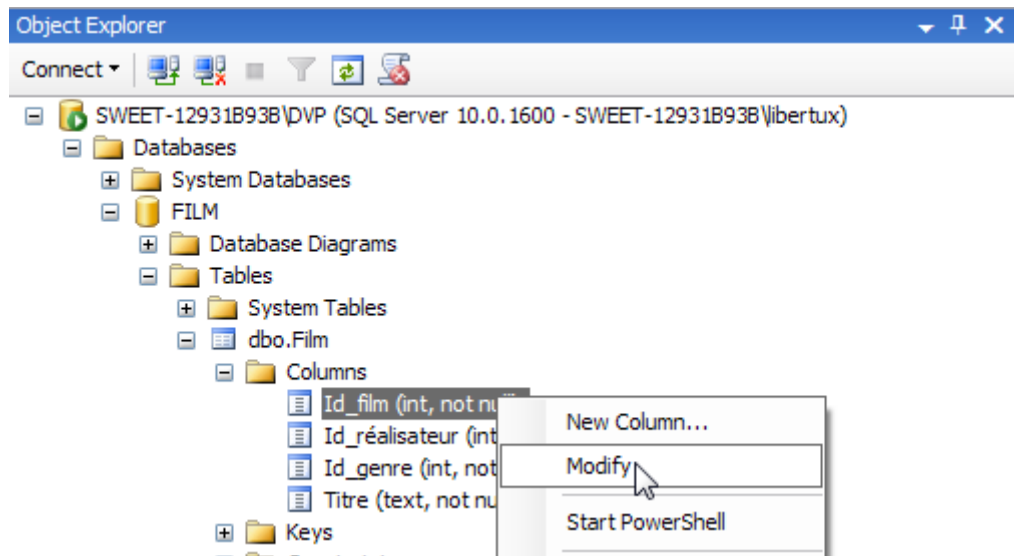 Object Explorer
Connect
SWEET-12931B93B\DVP (SQL Server 10.0.1600 - SWEET-12931B93B\libertux)
Databases
System Databases
FILM
Database Diagrams
Tables
System Tables
dbo.Film
Columns
Id_film (int, not nu
New Column...
Id_réalisateur (int
Id_genre (int, not
Modify
Titre (text, not nu
Start PowerShell
Keys